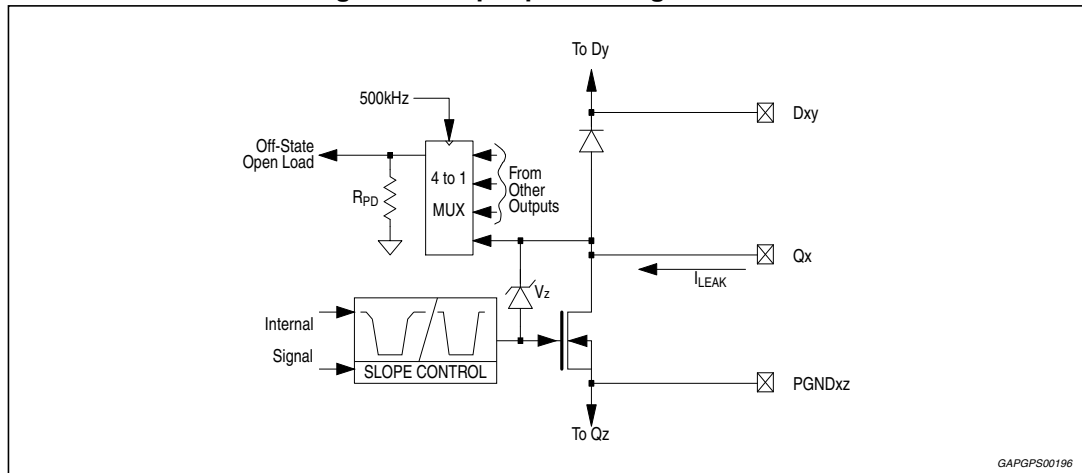 To Dy
500kHz
Dxy
Off-State
Open Load
4 to 1
MUX
From
Other
Outputs
RPD
Qx
ILEAK
Vz
Internal
Signal
SLOPE CONTROL
PGNDxz
To Qz
GAPGPS00196